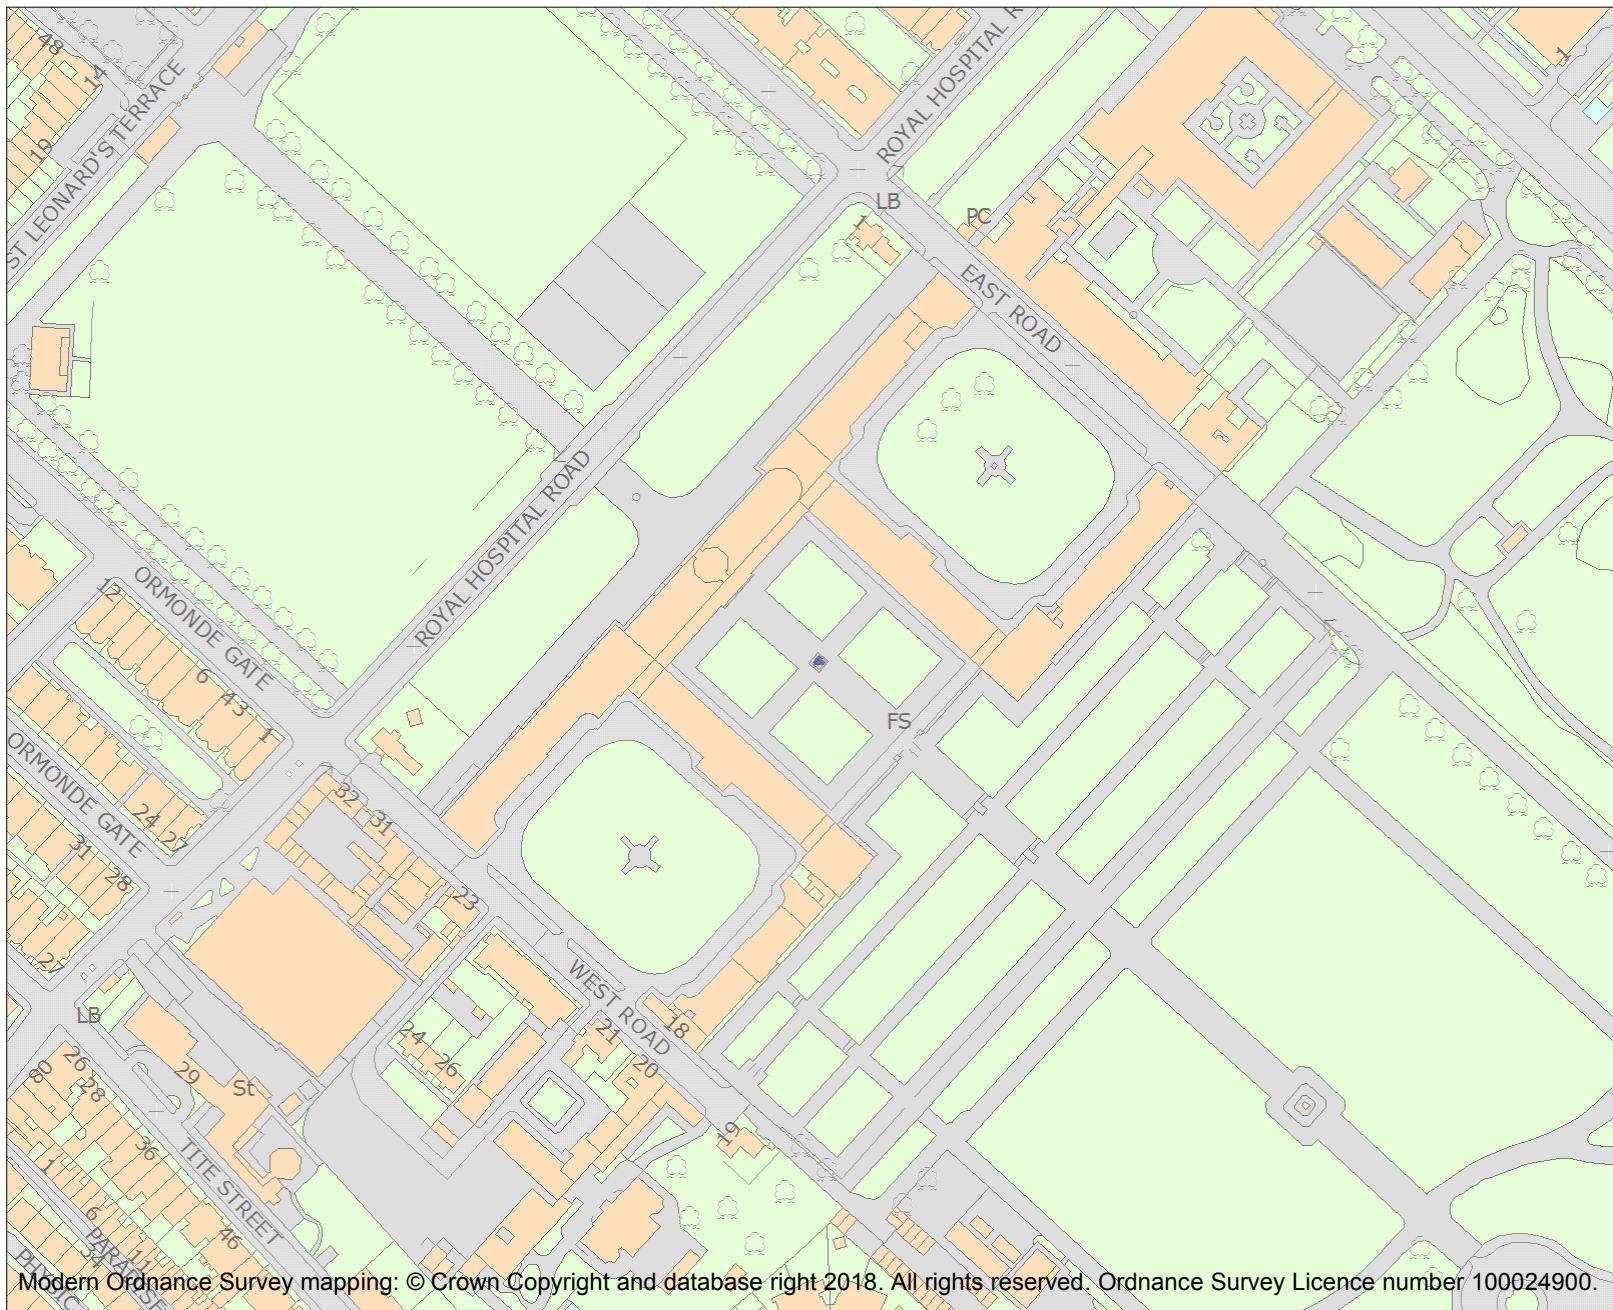 48
14
19
ST LEONARD'S TERRACE
ROYAL HOSPITAL R
1
1
LB
PC
EAST ROAD
ROYAL HOSPITAL ROAD
ORMONDE GATE
12
6
4
3
1
ORMONDE GATE
24
27
31
28
27
32
31
23
FS
WEST ROAD
18
21
20
19
24
26
LB
29
St
80
26
28
36
46
TITE STREET
1
6
11
34
PARADISE
PHYSIC
Modern Ordnance Survey mapping: © Crown Copyright and database right 2018. All rights reserved. Ordnance Survey Licence number 100024900.